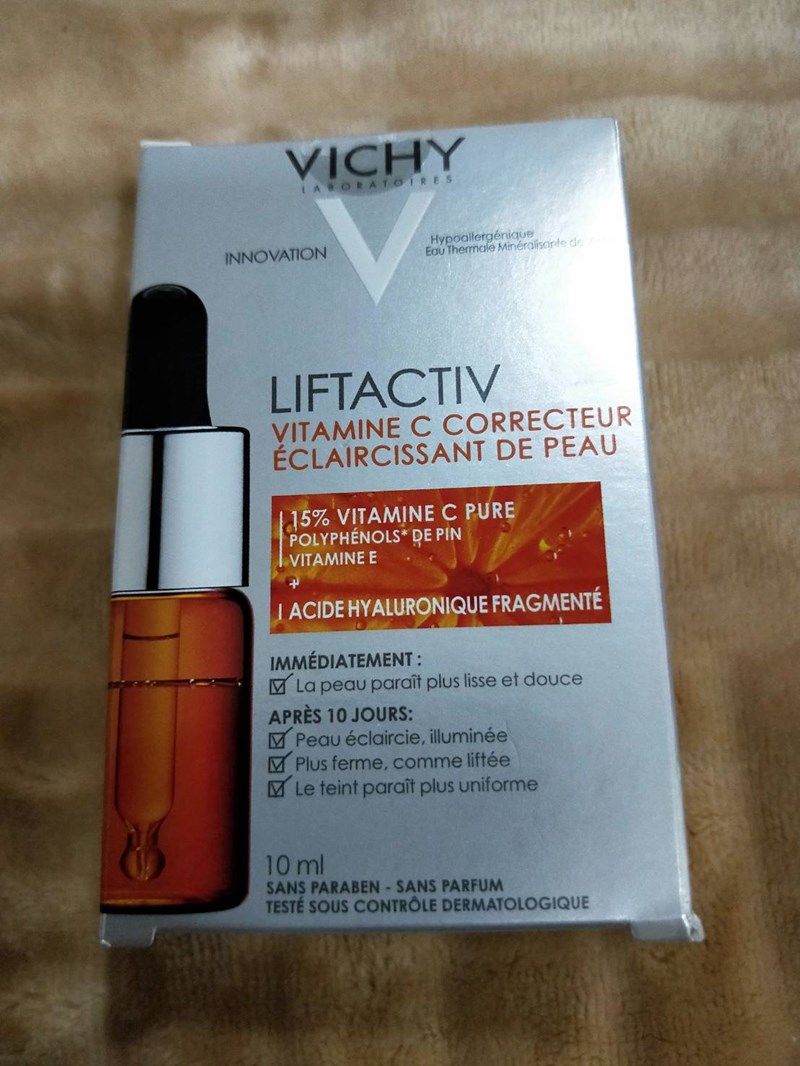 VICHY
LABORATOIRES
INNOVATION
Hypoallergénique
Eau Thermale Minéralisante de
LIFTACTIV
VITAMINE C CORRECTEUR
ÉCLAIRCISSANT DE PEAU
15% VITAMINE C PURE
POLYPHÉNOLS* DE PIN
VITAMINE E
+
ACIDE HYALURONIQUE FRAGMENTÉ
IMMÉDIATEMENT :
La peau paraît plus lisse et douce
APRÈS 10 JOURS:
Peau éclaircie, illuminée
Plus ferme, comme liftée
Le teint paraît plus uniforme
10 ml
SANS PARABEN - SANS PARFUM
TESTÉ SOUS CONTRÔLE DERMATOLOGIQUE